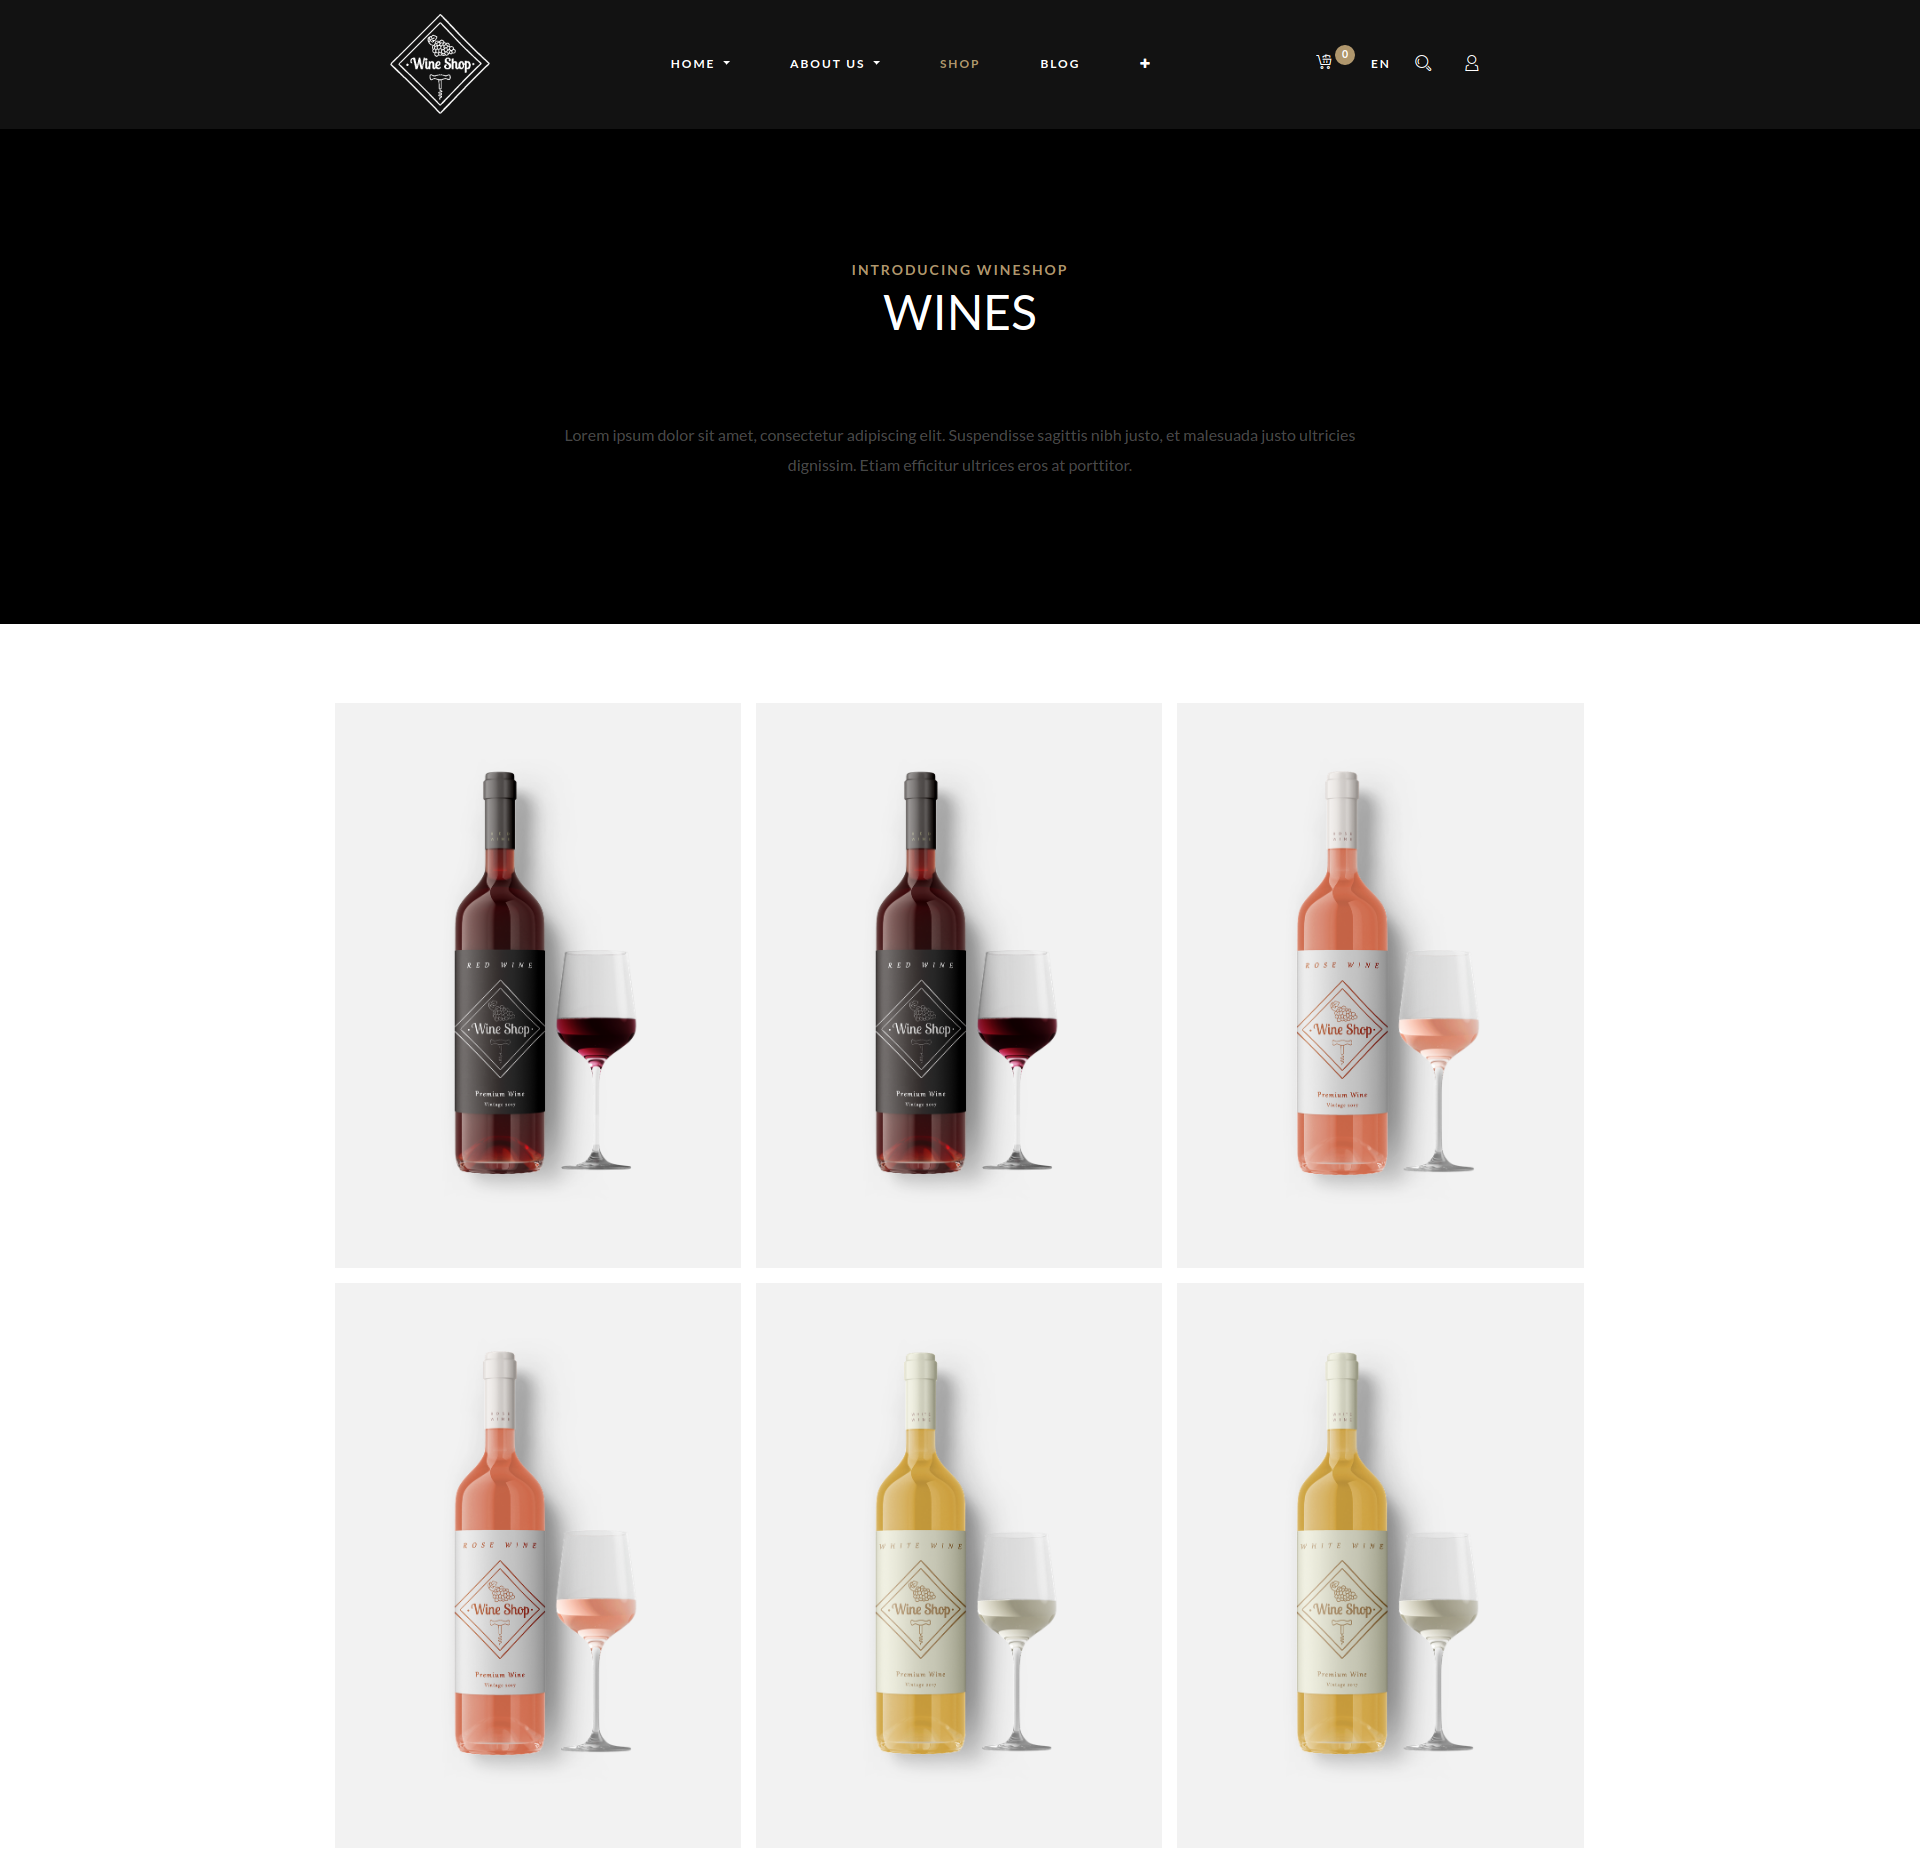 Wine Shop
HOME
ABOUT US
SHOP
BLOG
0
EN
INTRODUCING WINESHOP
WINES
Lorem ipsum dolor sit amet, consectetur adipiscing elit. Suspendisse sagittis nibh justo, et malesuada justo ultricies
dignissim. Etiam efficitur ultrices eros at porttitor.
RED WINE
Wine Shop
Premium Wine
RED WINE
Wine Shop
Premium Wine
ROSE WINE
Wine Shop
Premium Wine
ROSE WINE
Wine Shop
Premium Wine
WHITE WINE
Wine Shop
Premium Wine
WHITE WINE
Wine Shop
Premium Wine